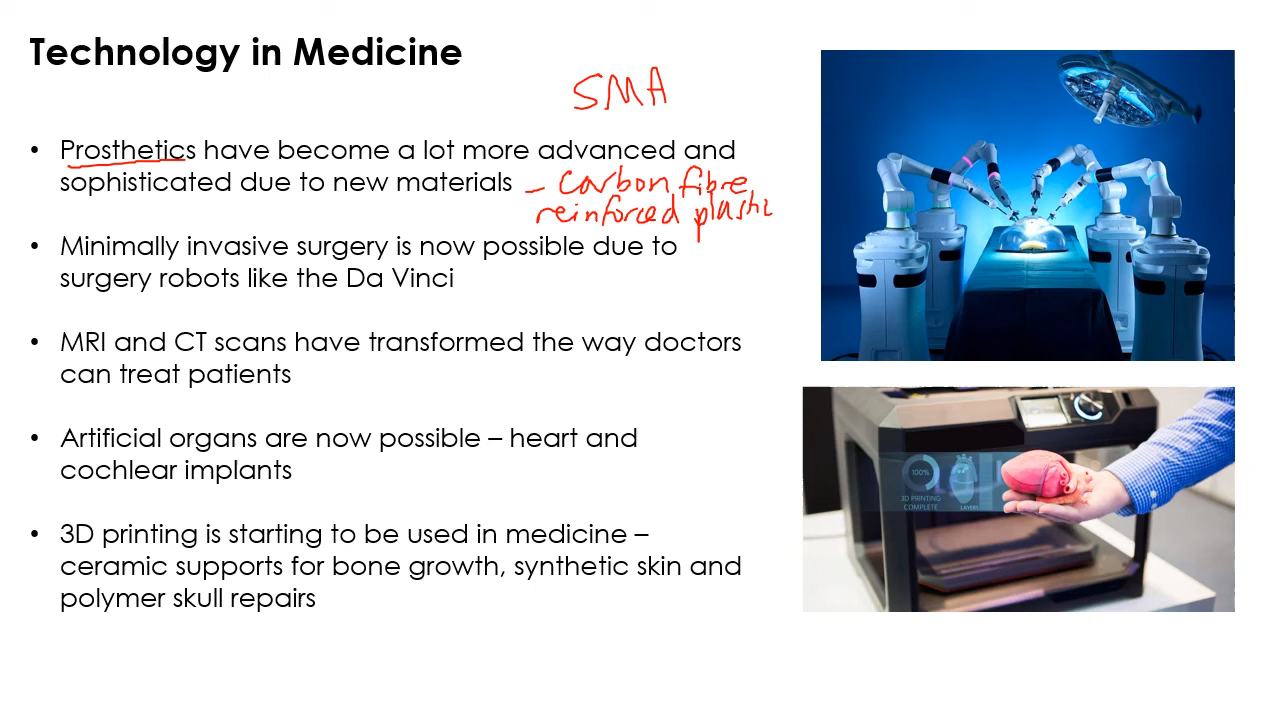 Technology in Medicine
SMA
• Prosthetics have become a lot more advanced and
sophisticated due to new materials – carbon fibre
reinforced plastic
• Minimally invasive surgery is now possible due to
surgery robots like the Da Vinci
• MRI and CT scans have transformed the way doctors
can treat patients
• Artificial organs are now possible – heart and
cochlear implants
• 3D printing is starting to be used in medicine –
ceramic supports for bone growth, synthetic skin and
polymer skull repairs
100%
3D PRINTING
COMPLETE
LAYERS